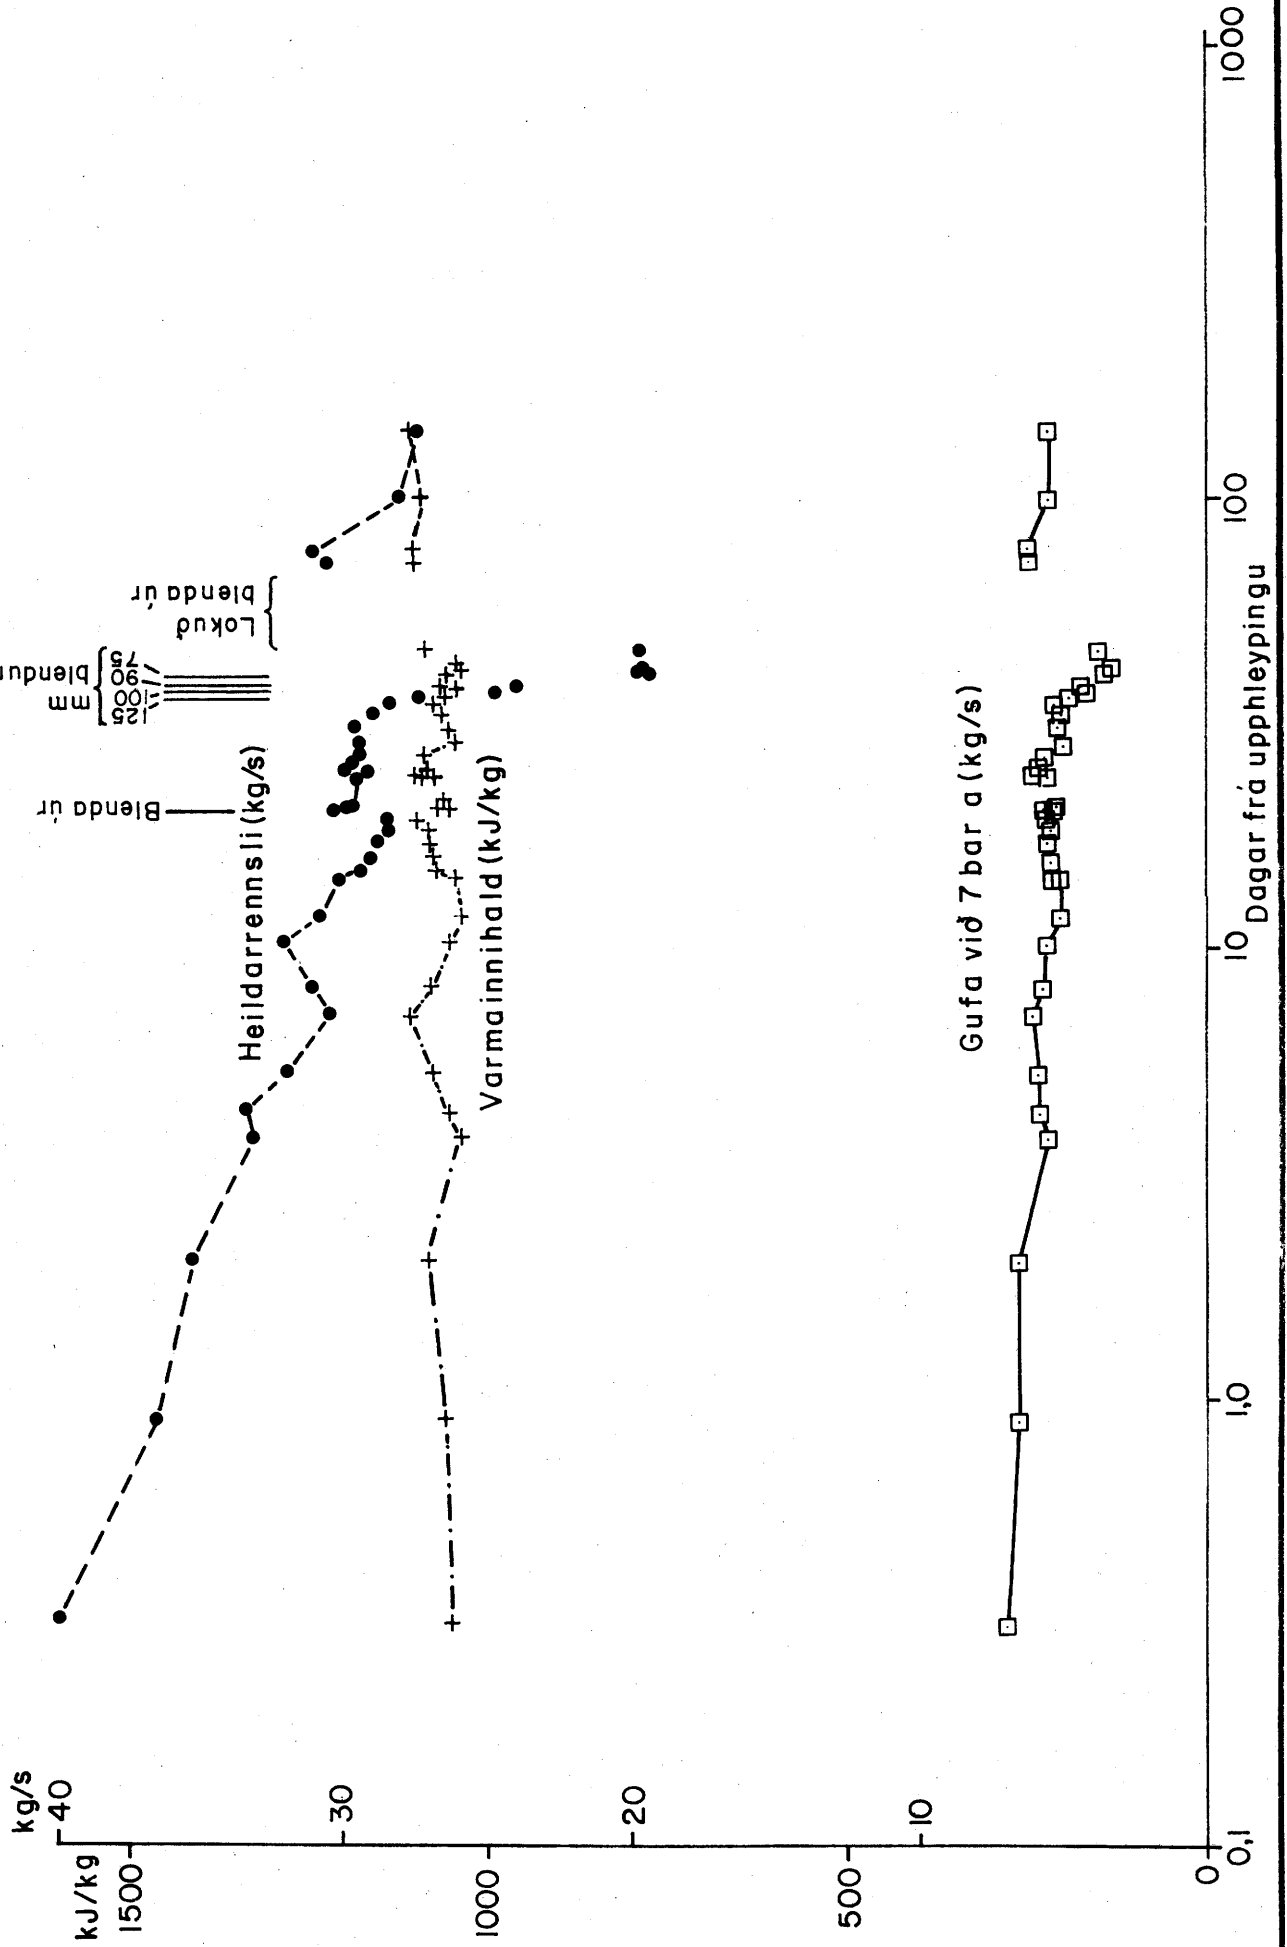 kg/s
40
kJ/kg
1500
30
1000
20
500
10
0
0,1
1,0
10
100
1000
Dagar frá upphleypingu
Heildarrennsli (kg/s)
Varmainnihald (kJ/kg)
Gufa við 7 bar a (kg/s)
Blenda úr
125
100
90
75
mm
blendur
Lokuð
blenda úr